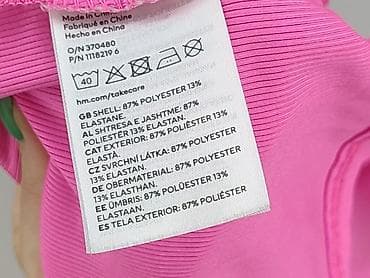 Made in China
Fabriqué en Chine
Hecho en China
O/N 370480
P/N 1118219 6
40
hm.com/takecare
GB SHELL: 87% POLYESTER 13%
ELASTANE.
AL SHTRESA E JASHTME: 87%
POLIESTËR 13% ELASTAN.
CAT EXTERIOR: 87% POLIÈSTER 13%
ELASTÀ.
CZ SVRCHNÍ LÁTKA: 87% POLYESTER
13% ELASTAN.
DE OBERMATERIAL: 87% POLYESTER
13% ELASTHAN.
EE ÜMBRIS: 87% POLÜESTER 13%
ELASTAAN.
ES TELA EXTERIOR: 87% POLIÉSTER